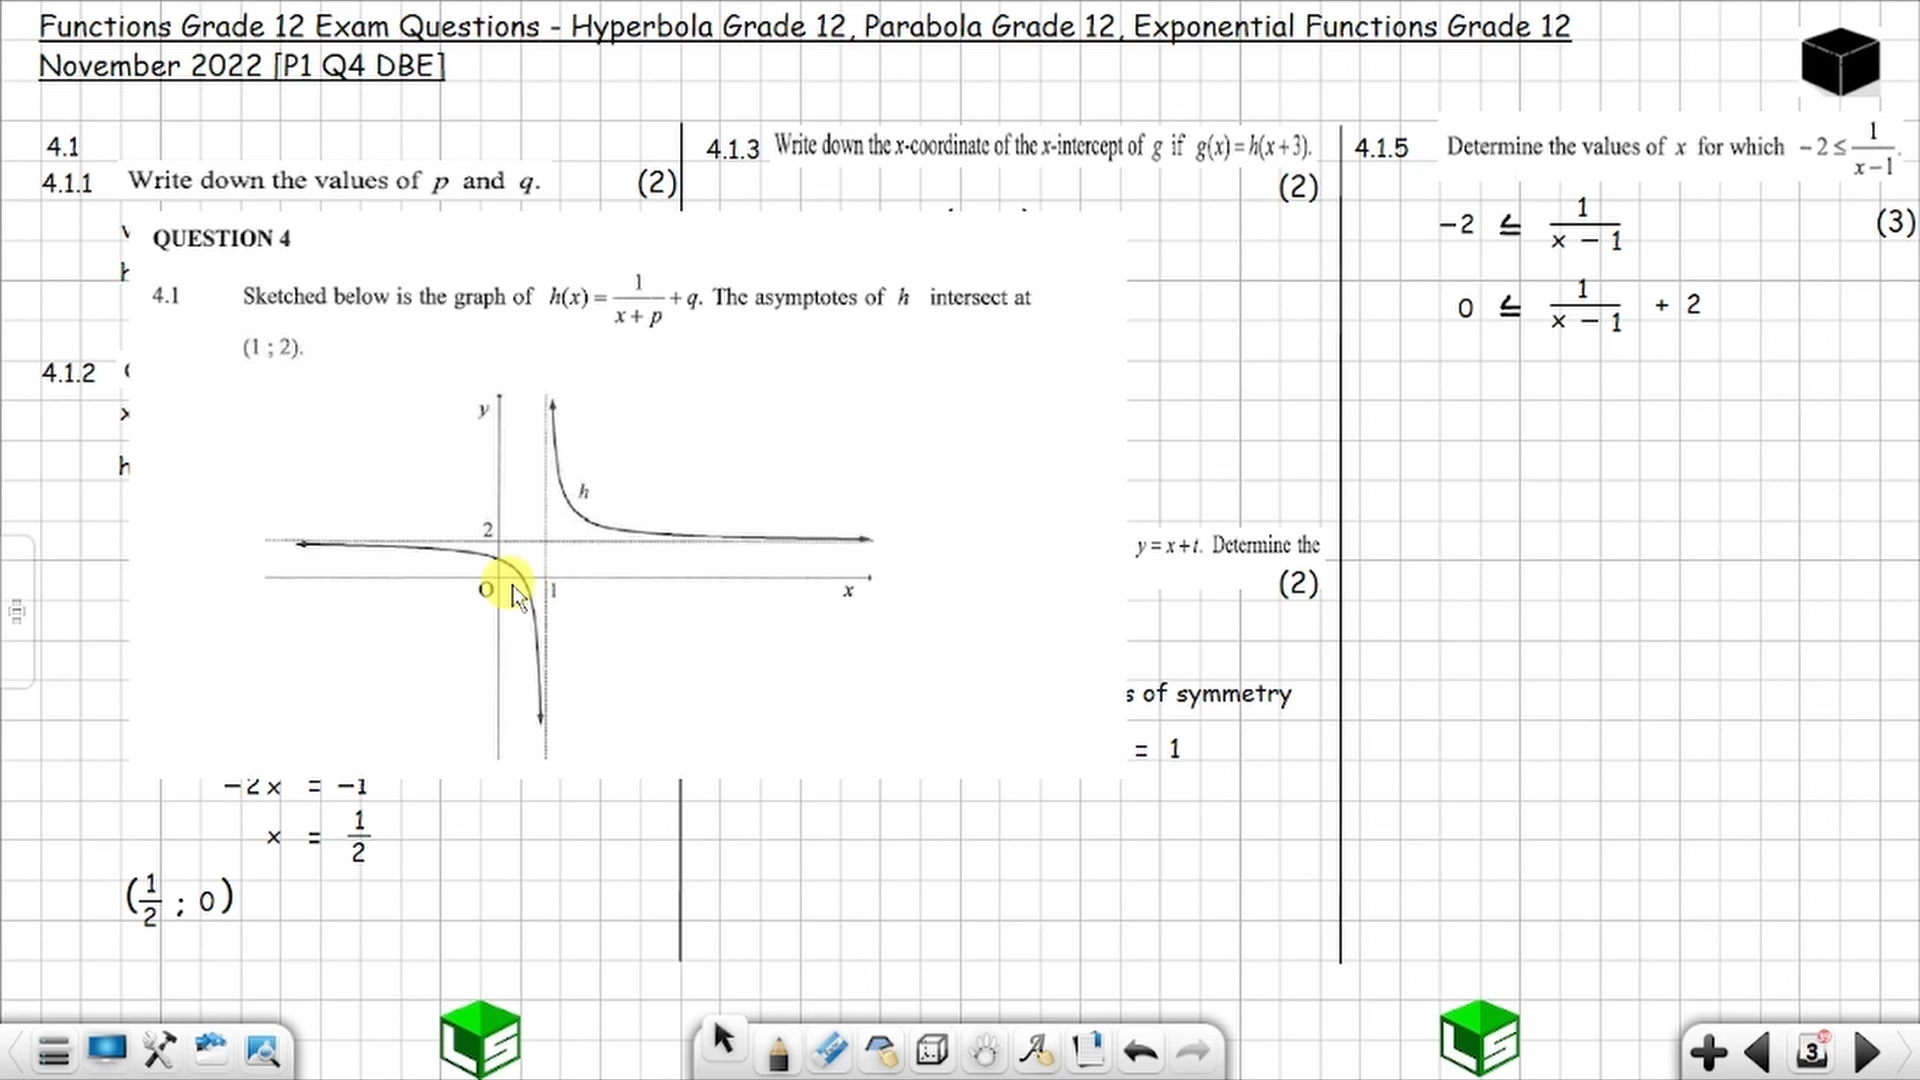 Functions Grade 12 Exam Questions - Hyperbola Grade 12, Parabola Grade 12, Exponential Functions Grade 12
November 2022 [P1 Q4 DBE]
4.1
4.1.1 Write down the values of p and q. (2)
QUESTION 4
4.1 Sketched below is the graph of h(x) = 1/(x + p) + q. The asymptotes of h intersect at
(1 ; 2).
y
h
2
O
1
x
4.1.2
x
h
-2x = -1
x = 1/2
(1/2 ; 0)
4.1.3 Write down the x-coordinate of the x-intercept of g if g(x) = h(x + 3).
(2)
y = x + t. Determine the
(2)
s of symmetry
= 1
4.1.5 Determine the values of x for which -2 ≤ 1/(x - 1).
(3)
-2 ≤ 1/(x - 1)
0 ≤ 1/(x - 1) + 2
LS
LS
3